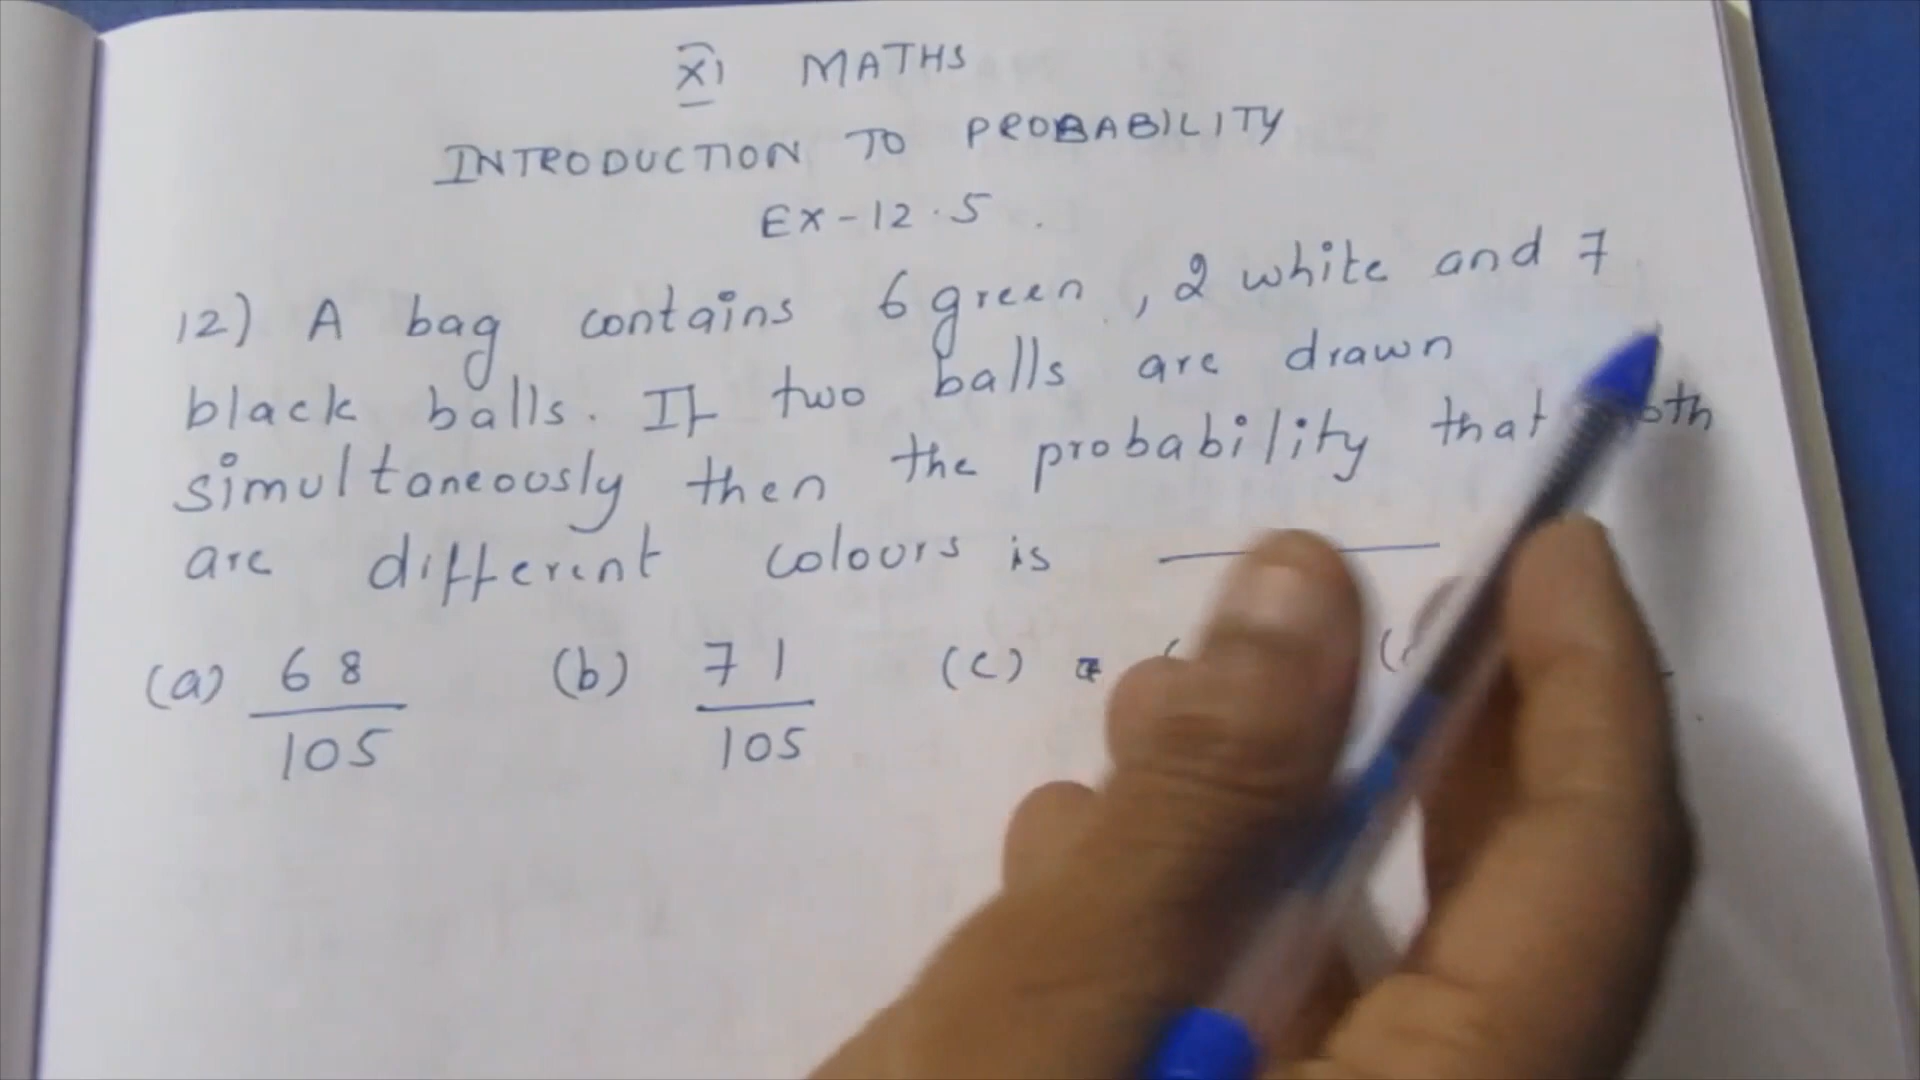 XI MATHS
INTRODUCTION TO PROBABILITY
EX-12.5.
12) A bag contains 6 green, 2 white and 7
black balls. If two balls are drawn
simultaneously then the probability that
are different colours is
(a) 68/105 (b) 71/105 (c)